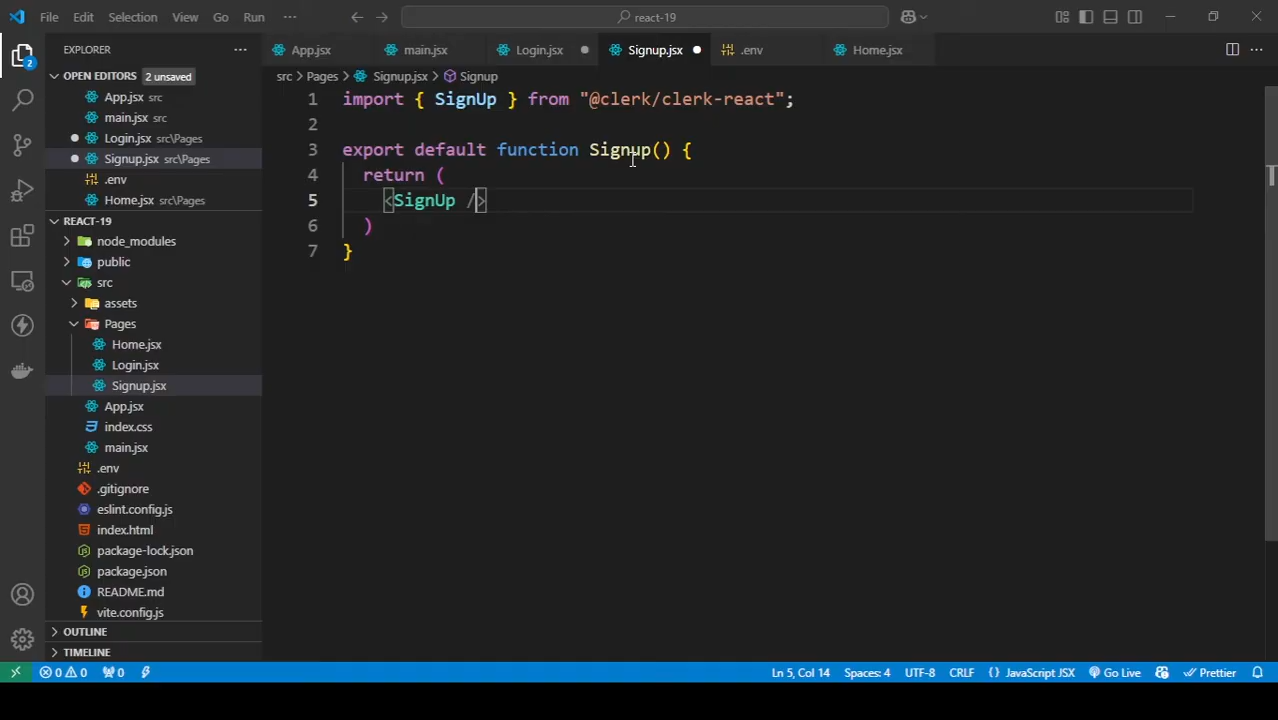 File Edit Selection View Go Run ··· react-19
EXPLORER ···
OPEN EDITORS 2 unsaved
App.jsx src
main.jsx src
Login.jsx src\Pages
Signup.jsx src\Pages
.env
Home.jsx src\Pages
REACT-19
node_modules
public
src
assets
Pages
Home.jsx
Login.jsx
Signup.jsx
App.jsx
index.css
main.jsx
.env
.gitignore
eslint.config.js
index.html
package-lock.json
package.json
README.md
vite.config.js
OUTLINE
TIMELINE
2
App.jsx main.jsx Login.jsx Signup.jsx .env Home.jsx ···
src > Pages > Signup.jsx > Signup
1 import { SignUp } from "@clerk/clerk-react";
2
3 export default function Signup() {
4 return (
5 <SignUp />
6 )
7 }
0 0 0 Ln 5, Col 14 Spaces: 4 UTF-8 CRLF {} JavaScript JSX Go Live Prettier